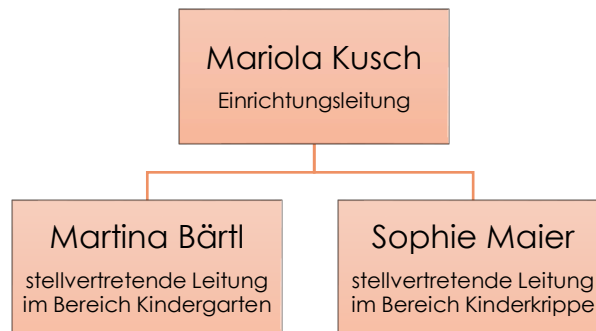 Mariola Kusch
Einrichtungsleitung
Martina Bärtl
stellvertretende Leitung
im Bereich Kindergarten
Sophie Maier
stellvertretende Leitung
im Bereich Kinderkrippe